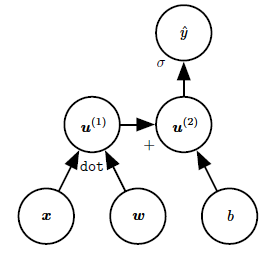 ŷ
σ
u(1)
u(2)
+
dot
x
w
b